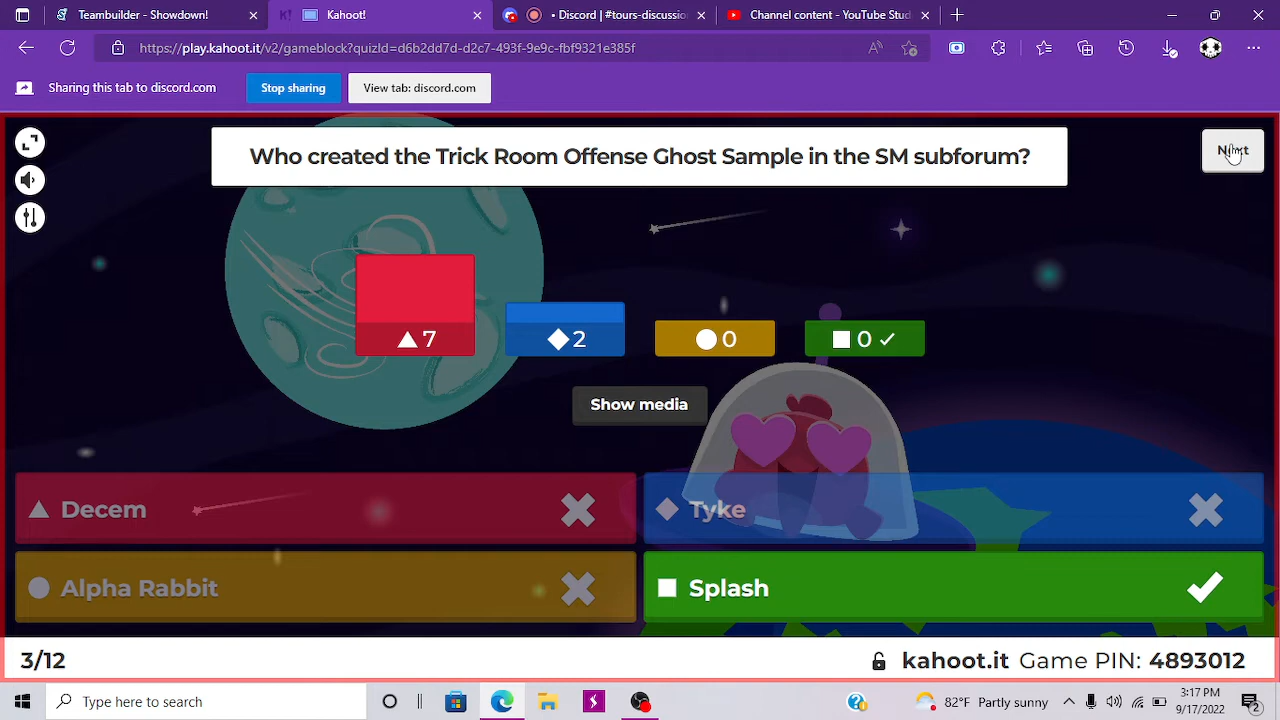 Teambuilder - Showdown!
K! Kahoot!
• Discord | #tours-discussio
Channel content - YouTube Studio
https://play.kahoot.it/v2/gameblock?quizId=d6b2dd7d-d2c7-493f-9e9c-fbf9321e385f
Sharing this tab to discord.com
Stop sharing
View tab: discord.com
Who created the Trick Room Offense Ghost Sample in the SM subforum?
Next
7
2
0
0
Show media
Decem
Tyke
Alpha Rabbit
Splash
3/12
kahoot.it Game PIN: 4893012
Type here to search
82°F Partly sunny
3:17 PM
9/17/2022
2